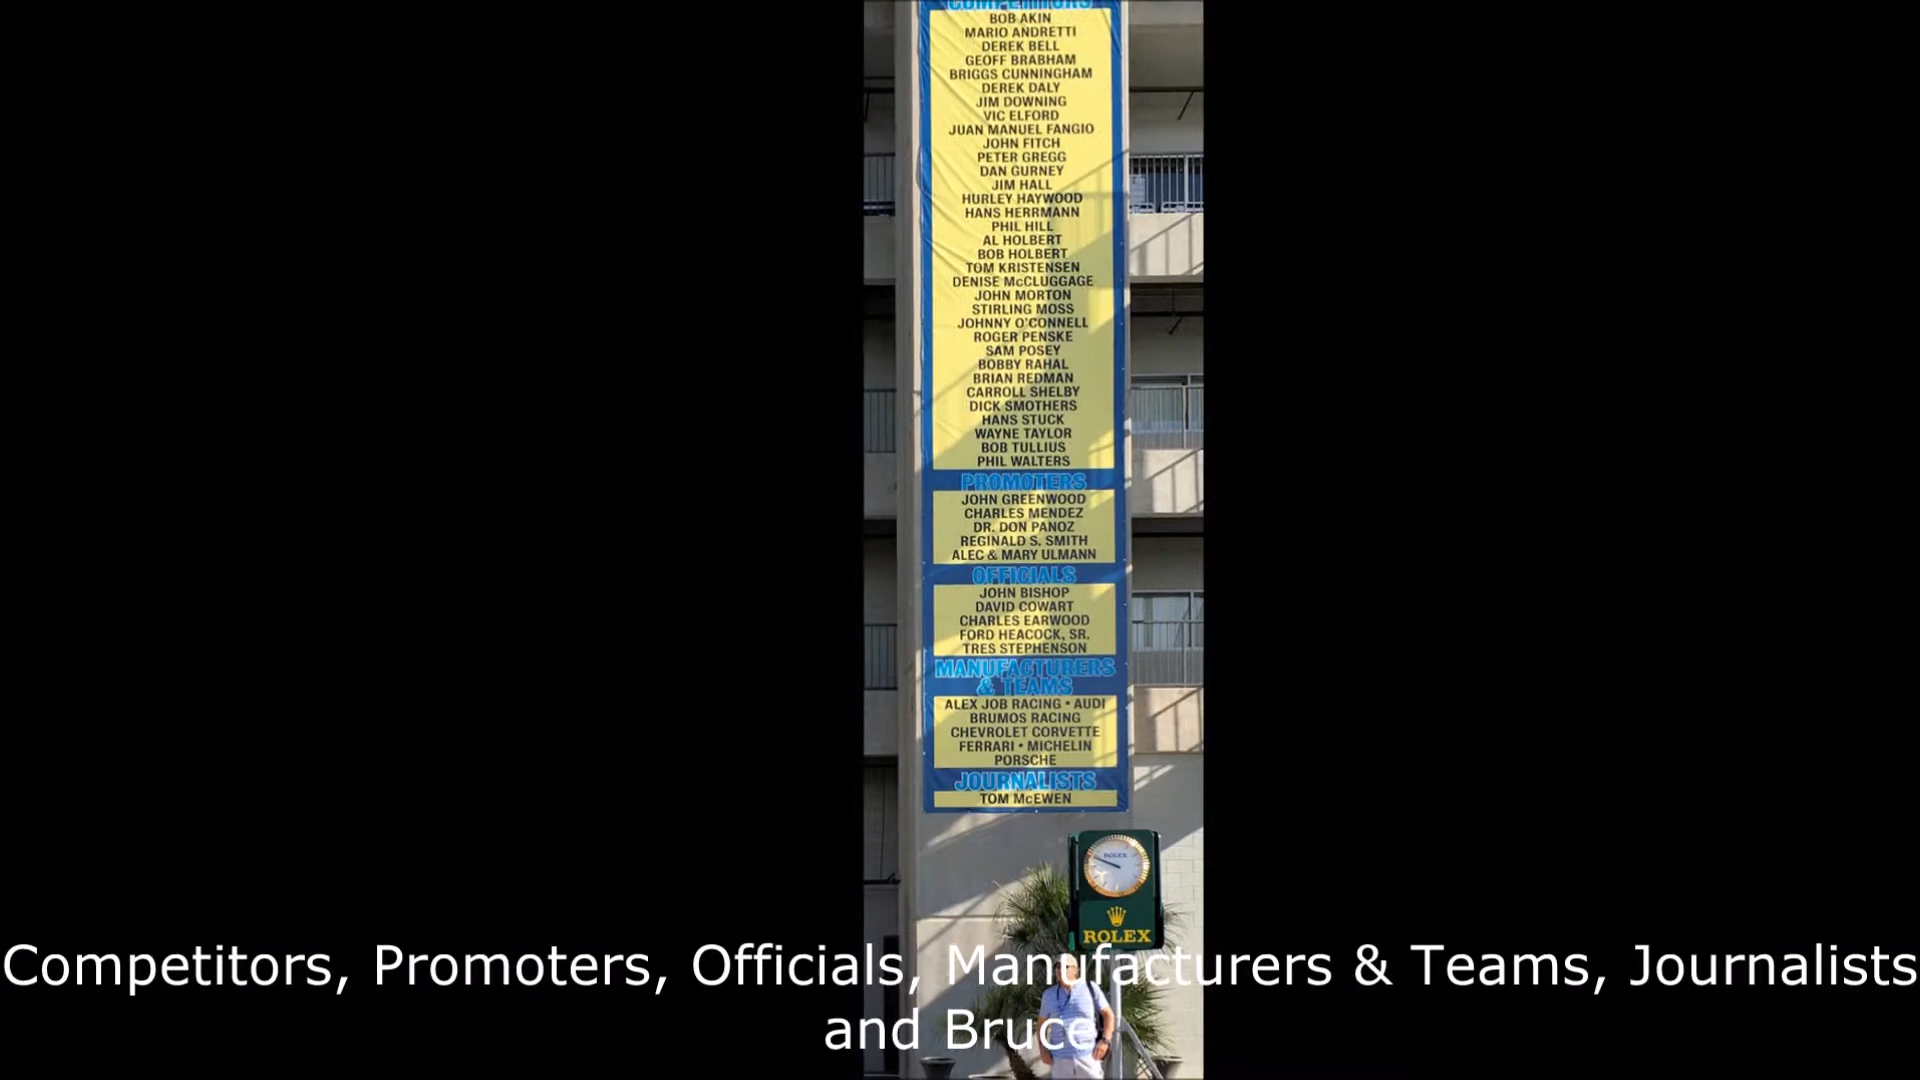 COMPETITORS
BOB AKIN
MARIO ANDRETTI
DEREK BELL
GEOFF BRABHAM
BRIGGS CUNNINGHAM
DEREK DALY
JIM DOWNING
VIC ELFORD
JUAN MANUEL FANGIO
JOHN FITCH
PETER GREGG
DAN GURNEY
JIM HALL
HURLEY HAYWOOD
HANS HERRMANN
PHIL HILL
AL HOLBERT
BOB HOLBERT
TOM KRISTENSEN
DENISE McCLUGGAGE
JOHN MORTON
STIRLING MOSS
JOHNNY O'CONNELL
ROGER PENSKE
SAM POSEY
BOBBY RAHAL
BRIAN REDMAN
CARROLL SHELBY
DICK SMOTHERS
HANS STUCK
WAYNE TAYLOR
BOB TULLIUS
PHIL WALTERS
PROMOTERS
JOHN GREENWOOD
CHARLES MENDEZ
DR. DON PANOZ
REGINALD S. SMITH
ALEC & MARY ULMANN
OFFICIALS
JOHN BISHOP
DAVID COWART
CHARLES EARWOOD
FORD HEACOCK, SR.
TRES STEPHENSON
MANUFACTURERS
& TEAMS
ALEX JOB RACING • AUDI
BRUMOS RACING
CHEVROLET CORVETTE
FERRARI • MICHELIN
PORSCHE
JOURNALISTS
TOM McEWEN
ROLEX
ROLEX
Competitors, Promoters, Officials, Manufacturers & Teams, Journalists
and Bruce